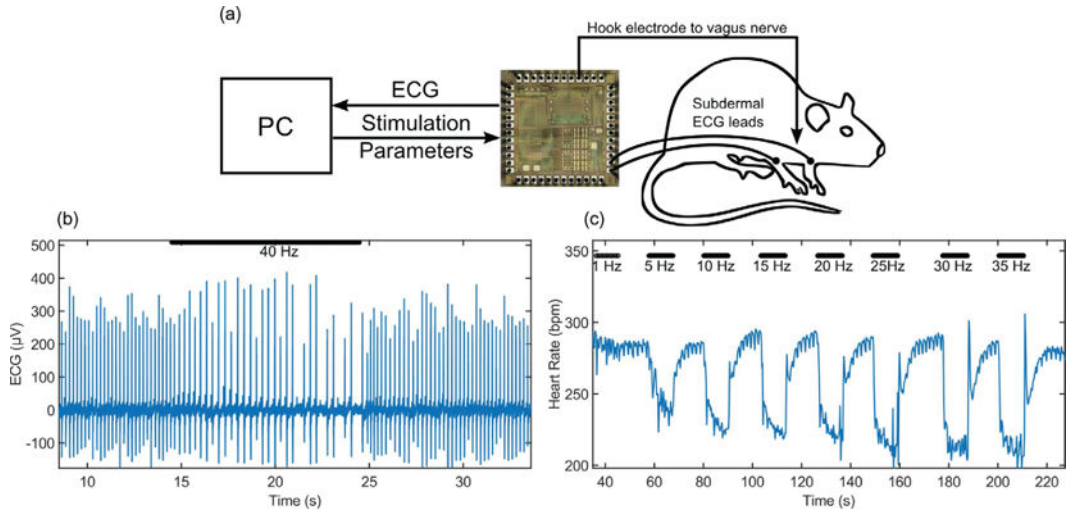 (a)
Hook electrode to vagus nerve
PC
ECG
Stimulation
Parameters
Subdermal
ECG leads
(b)
40 Hz
500
400
300
200
100
0
-100
ECG (µV)
10 15 20 25 30
Time (s)
(c)
1 Hz 5 Hz 10 Hz 15 Hz 20 Hz 25Hz 30 Hz 35 Hz
350
300
250
200
Heart Rate (bpm)
40 60 80 100 120 140 160 180 200 220
Time (s)